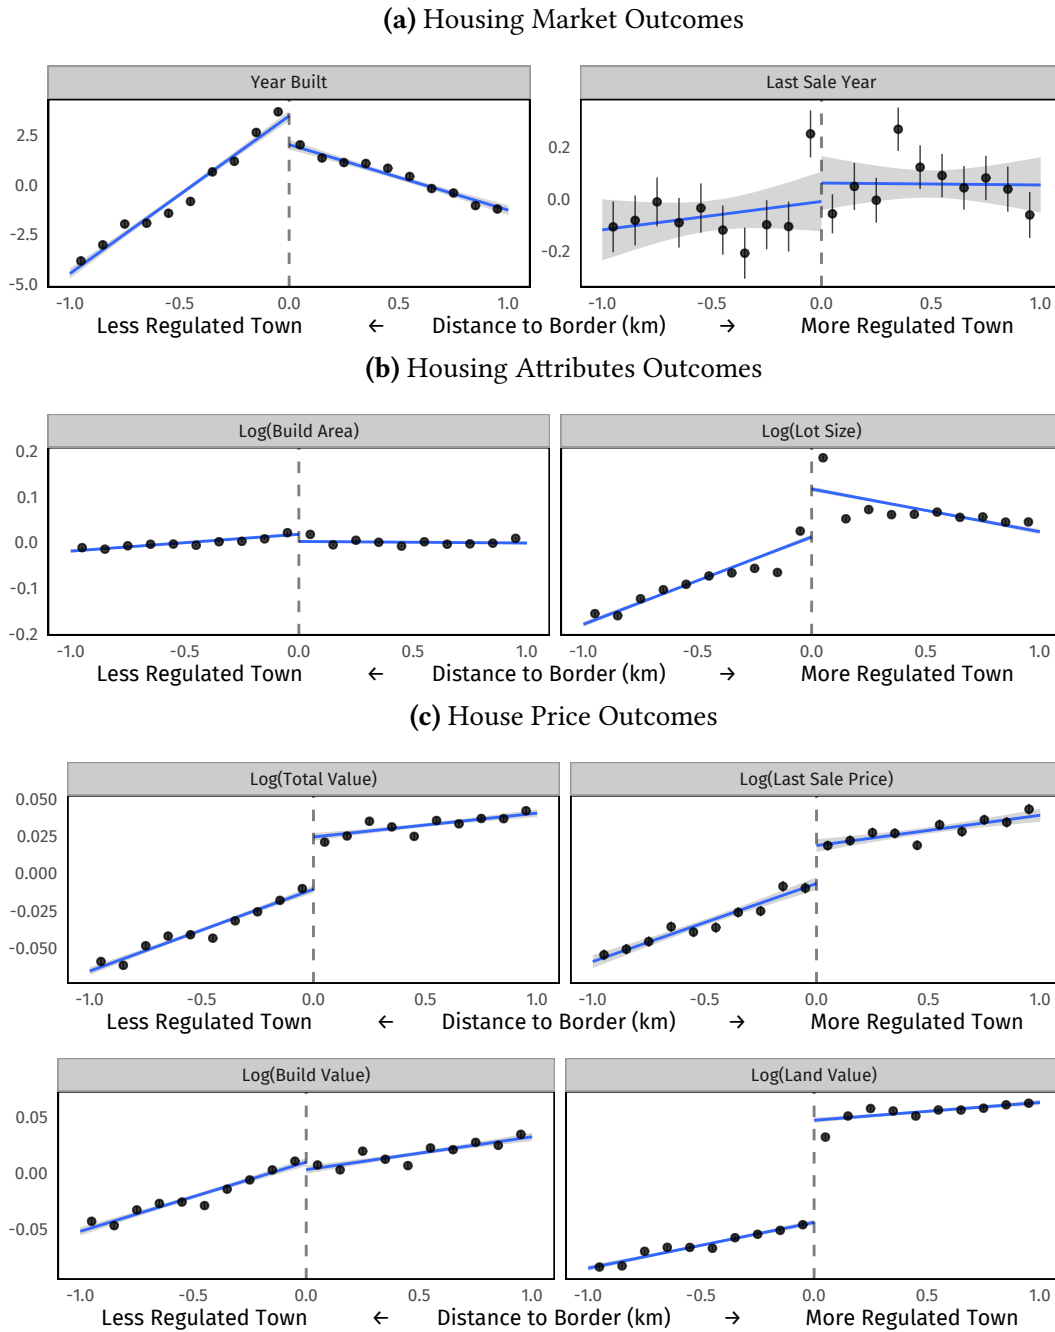 (a) Housing Market Outcomes
Year Built
Last Sale Year
2.5
0.0
-2.5
-5.0
0.2
0.0
-0.2
-1.0 -0.5 0.0 0.5 1.0
-1.0 -0.5 0.0 0.5 1.0
Less Regulated Town ← Distance to Border (km) → More Regulated Town
(b) Housing Attributes Outcomes
Log(Build Area)
Log(Lot Size)
0.2
0.1
0.0
-0.1
-0.2
-1.0 -0.5 0.0 0.5 1.0
-1.0 -0.5 0.0 0.5 1.0
Less Regulated Town ← Distance to Border (km) → More Regulated Town
(c) House Price Outcomes
Log(Total Value)
Log(Last Sale Price)
0.050
0.025
0.000
-0.025
-0.050
-1.0 -0.5 0.0 0.5 1.0
-1.0 -0.5 0.0 0.5 1.0
Less Regulated Town ← Distance to Border (km) → More Regulated Town
Log(Build Value)
Log(Land Value)
0.05
0.00
-0.05
-1.0 -0.5 0.0 0.5 1.0
-1.0 -0.5 0.0 0.5 1.0
Less Regulated Town ← Distance to Border (km) → More Regulated Town